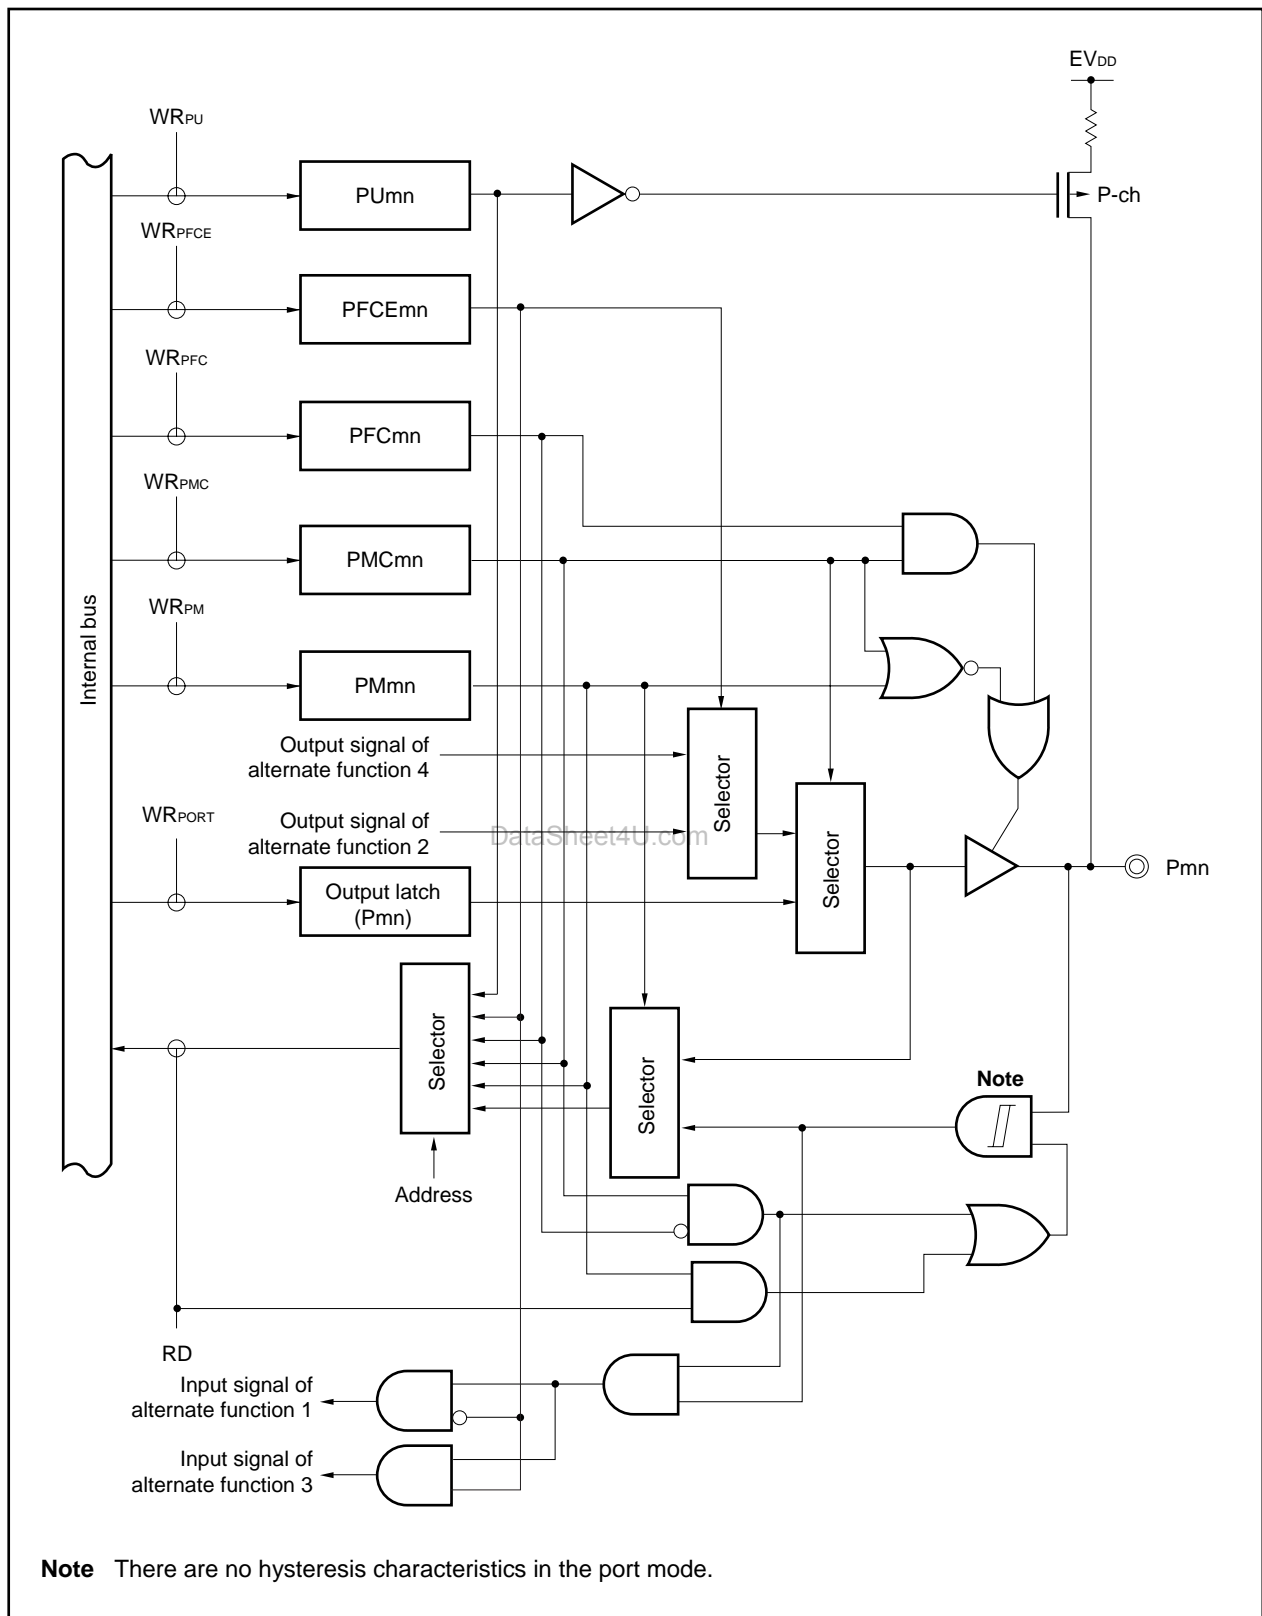 EVDD
WRPU
PUmn
P-ch
WRPFCE
PFCEmn
WRPFC
PFCmn
WRPMC
PMCmn
WRPM
PMmn
Internal bus
Output signal of
alternate function 4
Selector
WRPORT
Output signal of
alternate function 2
DataSheet4U.com
Selector
Pmn
Output latch
(Pmn)
Selector
Selector
Note
Address
RD
Input signal of
alternate function 1
Input signal of
alternate function 3
Note There are no hysteresis characteristics in the port mode.